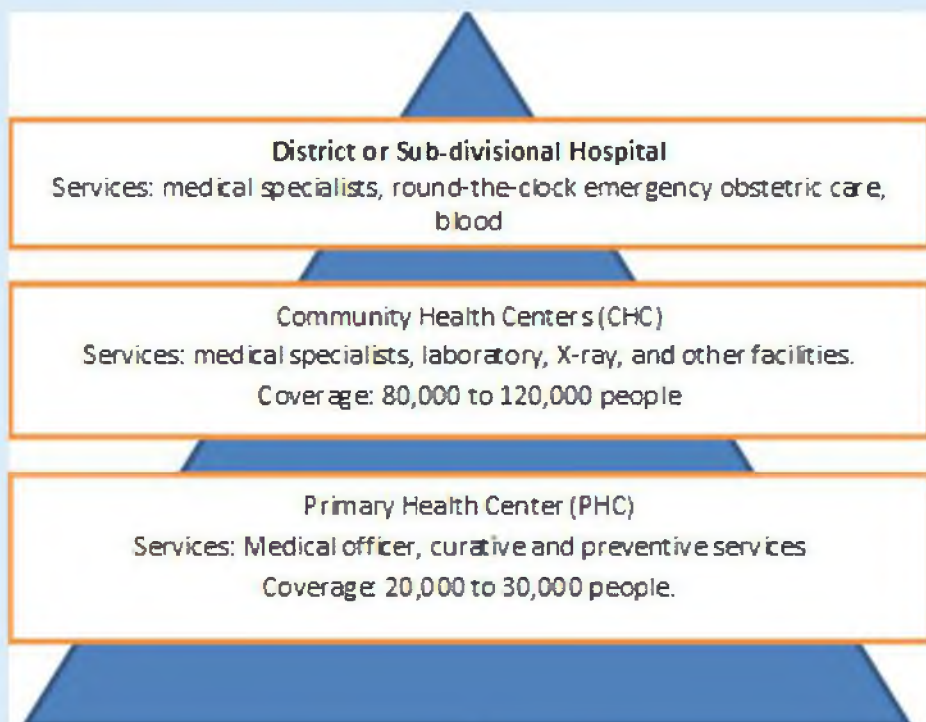 District or Sub-divisional Hospital
Services: medical specialists, round-the-clock emergency obstetric care,
blood
Community Health Centers (CHC)
Services: medical specialists, laboratory, X-ray, and other facilities.
Coverage: 80,000 to 120,000 people
Primary Health Center (PHC)
Services: Medical officer, curative and preventive services
Coverage: 20,000 to 30,000 people.